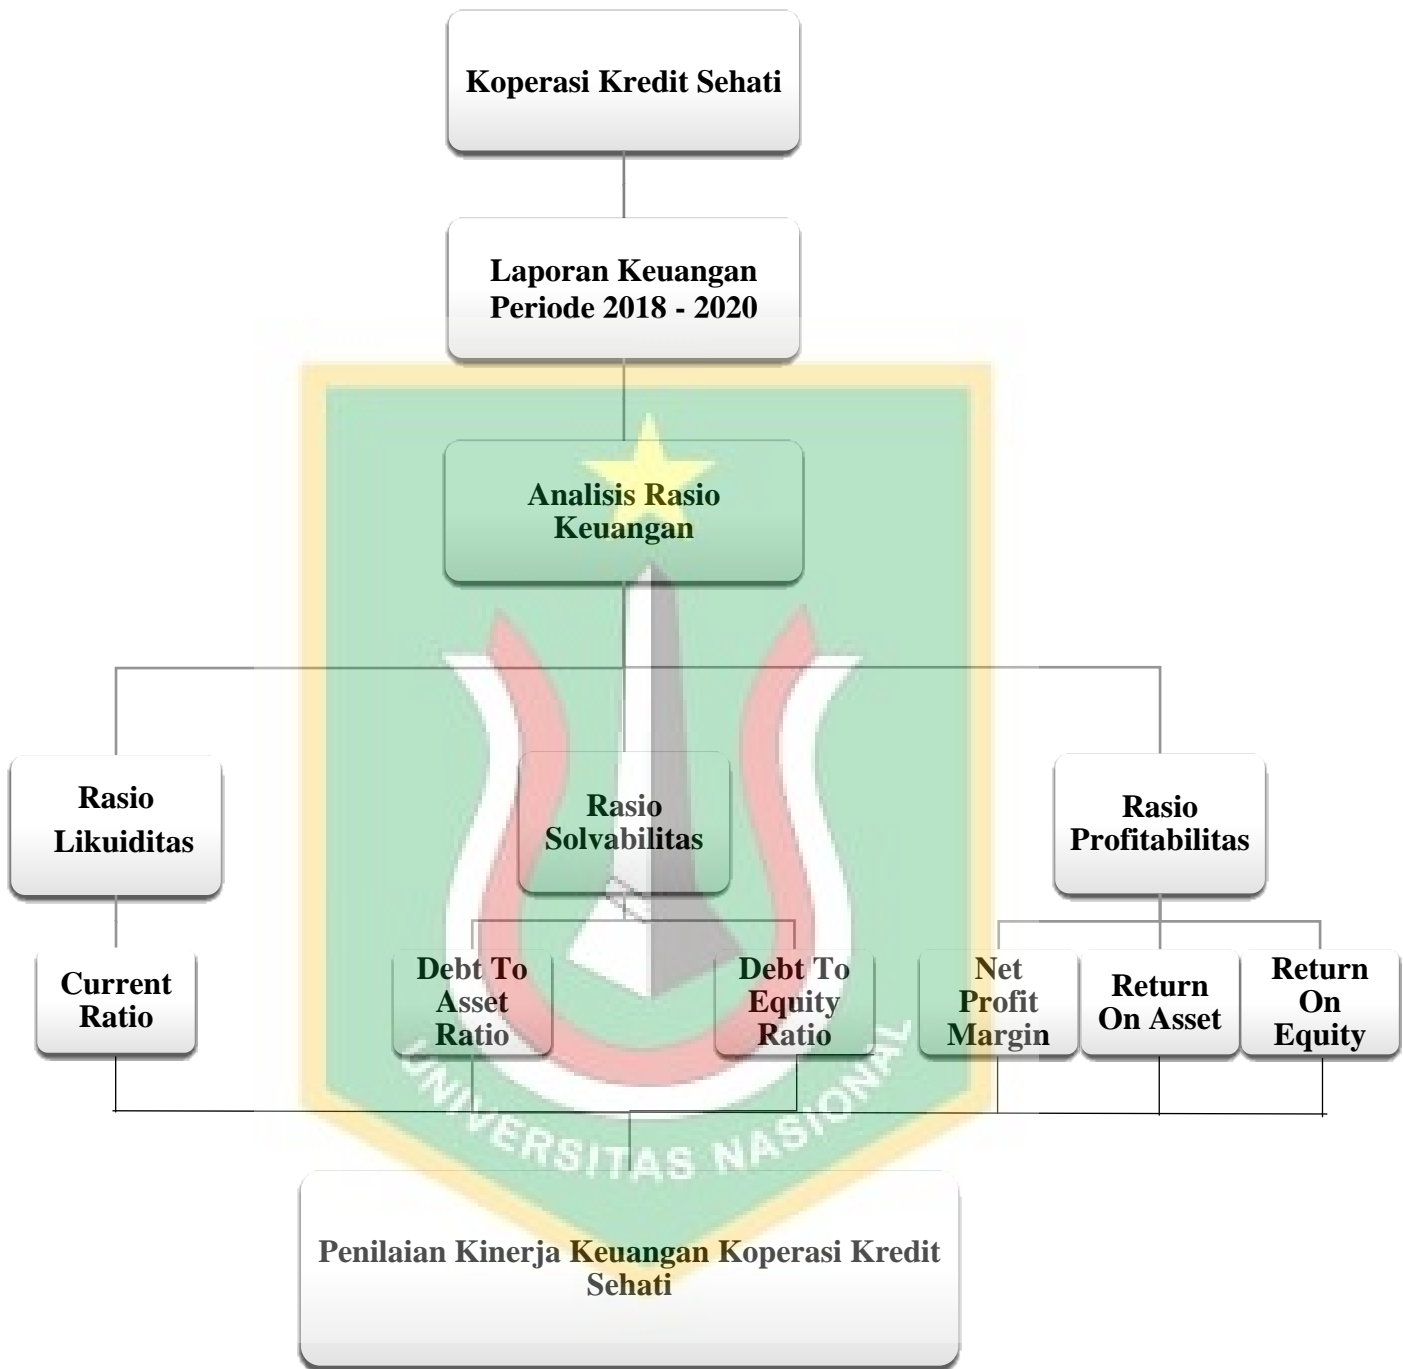 Koperasi Kredit Sehati
Laporan Keuangan
Periode 2018 - 2020
Analisis Rasio
Keuangan
Rasio
Likuiditas
Rasio
Solvabilitas
Rasio
Profitabilitas
Current
Ratio
Debt To
Asset
Ratio
Debt To
Equity
Ratio
Net
Profit
Margin
Return
On Asset
Return
On
Equity
UNIVERSITAS NASIONAL
Penilaian Kinerja Keuangan Koperasi Kredit
Sehati